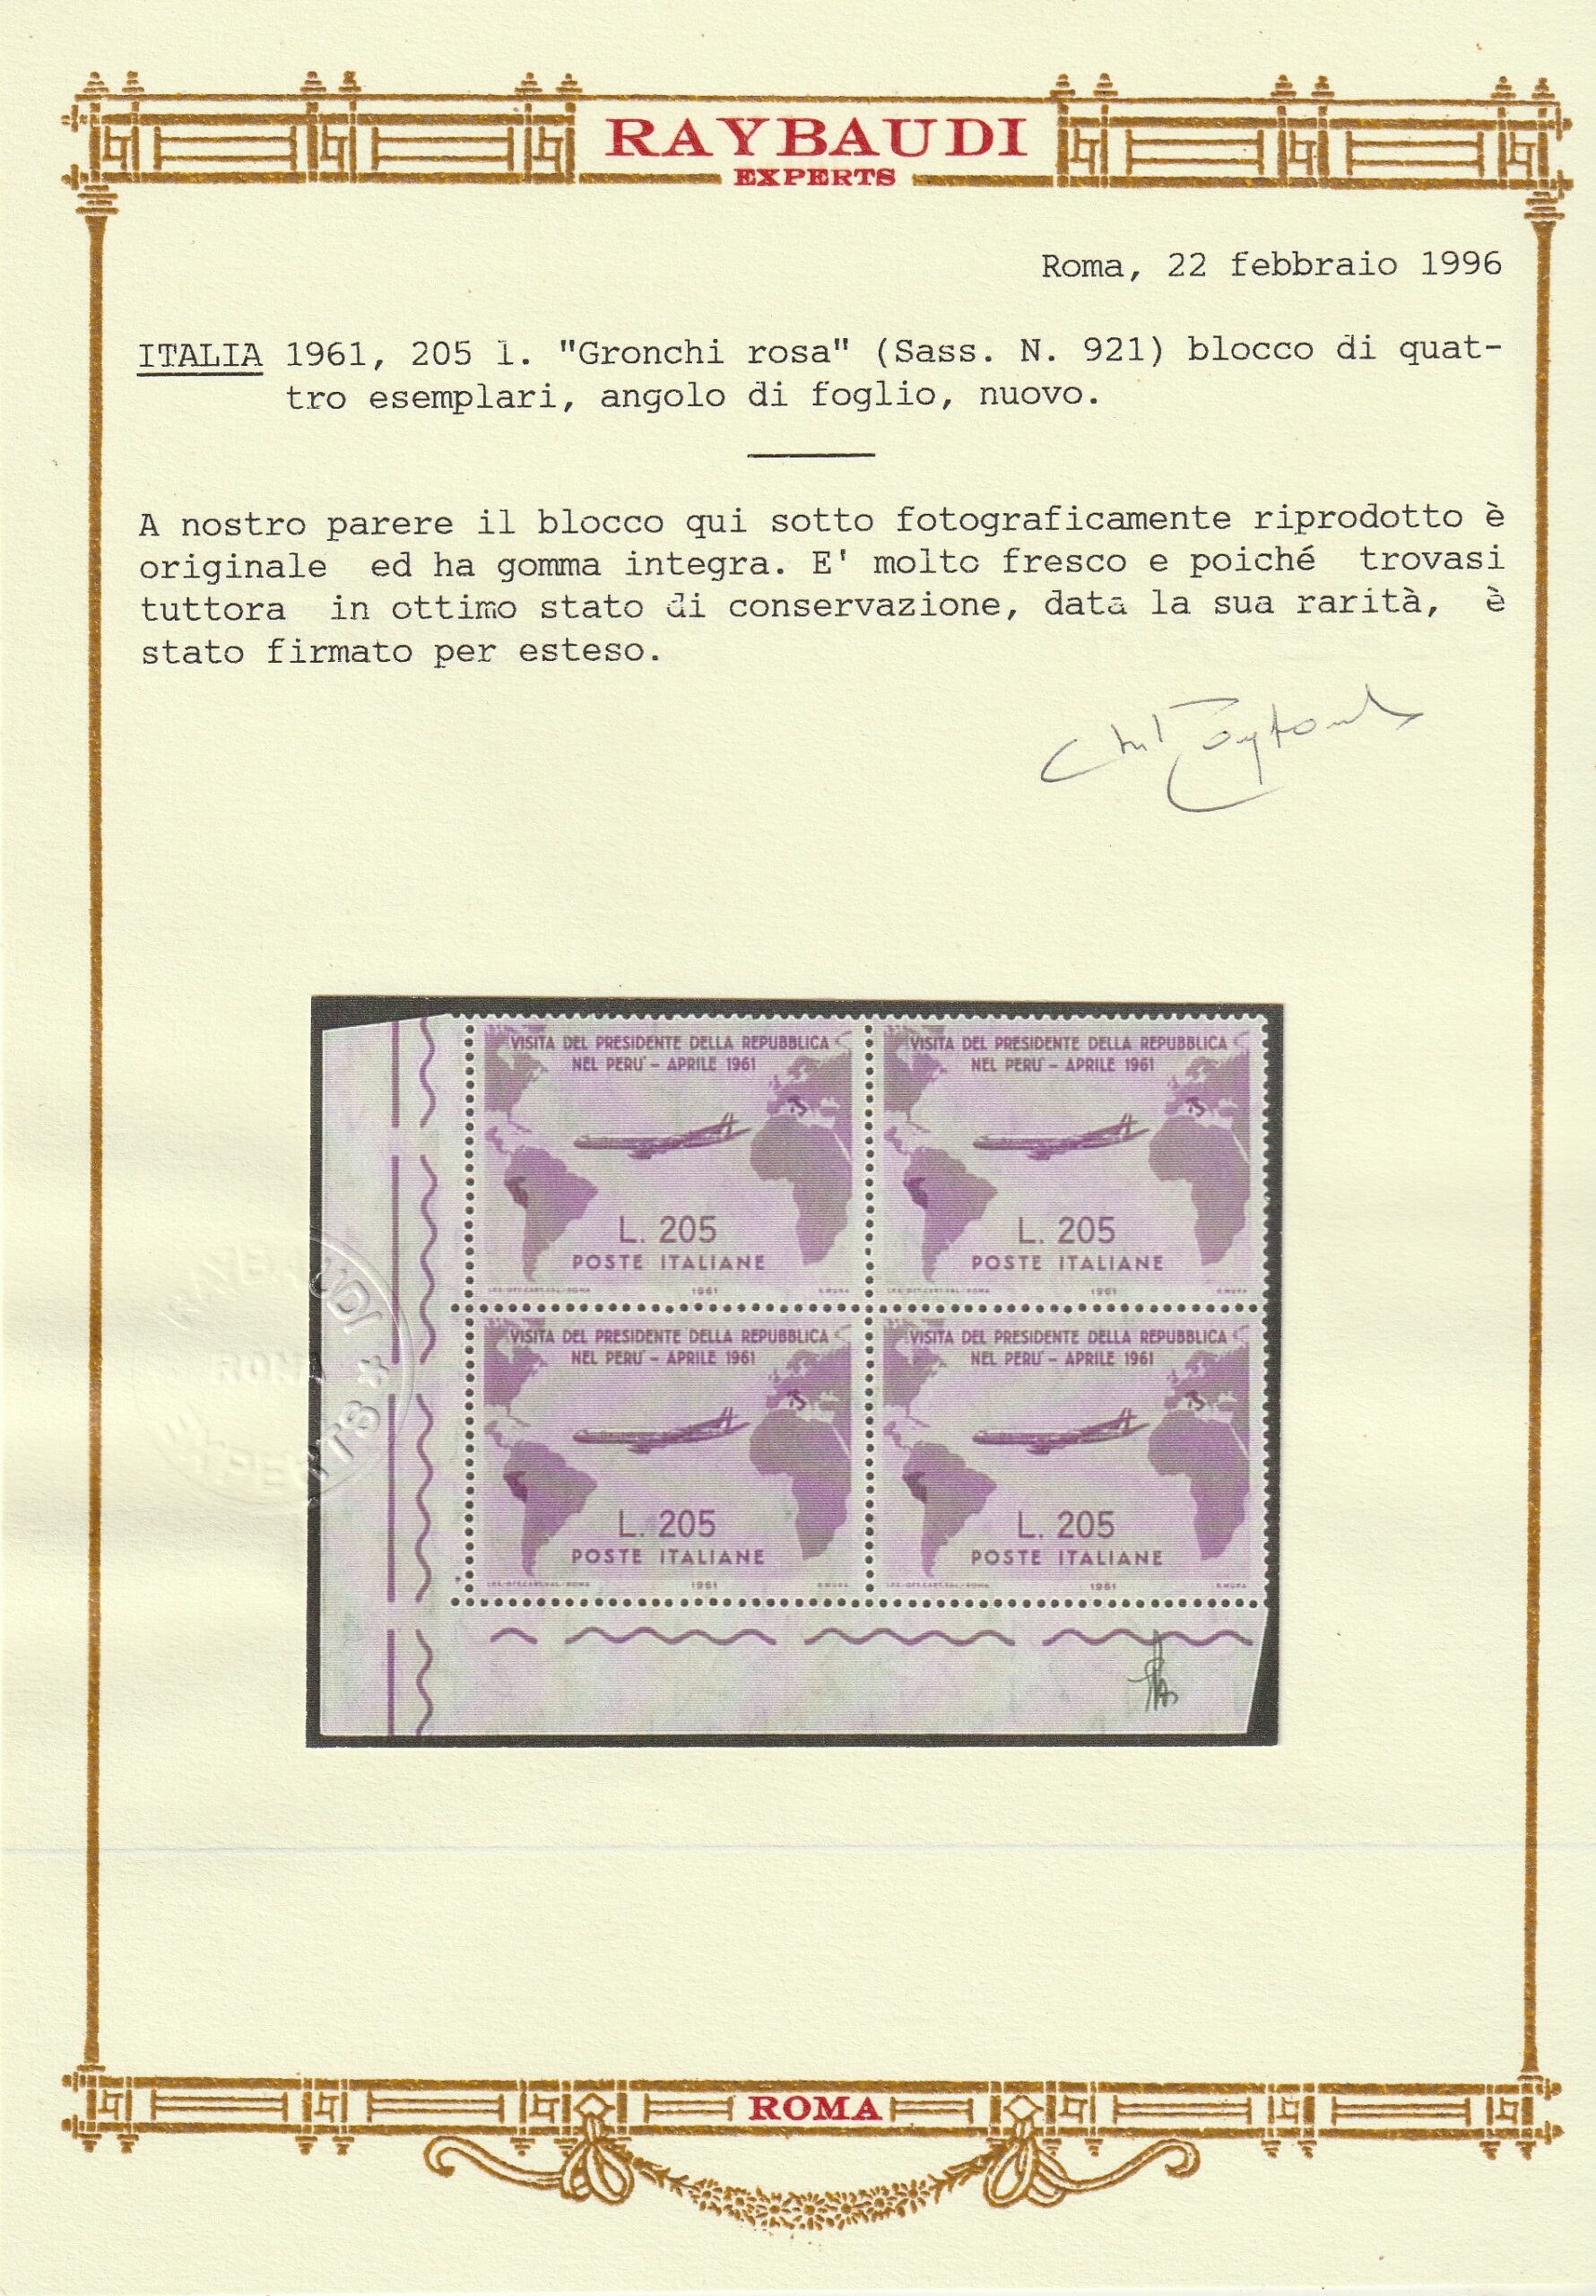 RAYBAUDI
EXPERTS
Roma, 22 febbraio 1996
ITALIA 1961, 205 l. "Gronchi rosa" (Sass. N. 921) blocco di quat-
tro esemplari, angolo di foglio, nuovo.
A nostro parere il blocco qui sotto fotograficamente riprodotto è
originale ed ha gomma integra. E' molto fresco e poiché trovasi
tuttora in ottimo stato di conservazione, data la sua rarità, è
stato firmato per esteso.
VISITA DEL PRESIDENTE DELLA REPUBBLICA
NEL PERU' - APRILE 1961
L. 205
POSTE ITALIANE
1961
VISITA DEL PRESIDENTE DELLA REPUBBLICA
NEL PERU' - APRILE 1961
L. 205
POSTE ITALIANE
1961
VISITA DEL PRESIDENTE DELLA REPUBBLICA
NEL PERU' - APRILE 1961
L. 205
POSTE ITALIANE
1961
VISITA DEL PRESIDENTE DELLA REPUBBLICA
NEL PERU' - APRILE 1961
L. 205
POSTE ITALIANE
1961
RAYBAUDI
ROMA
EXPERTS
ROMA